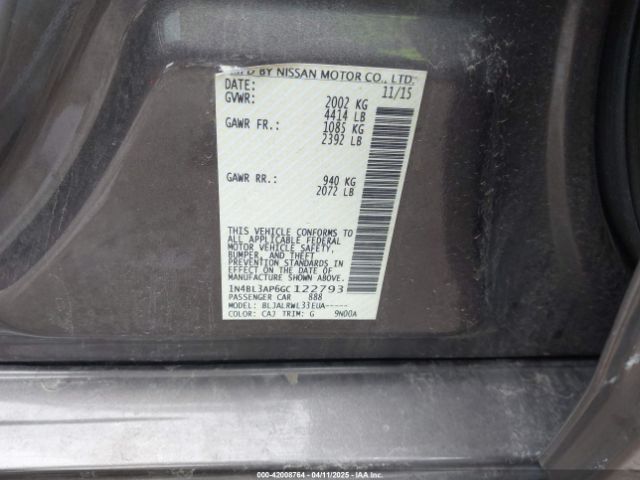 MFD BY NISSAN MOTOR CO., LTD.
DATE: 11/15
GVWR: 2002 KG
4414 LB
GAWR FR.: 1085 KG
2392 LB
GAWR RR.: 940 KG
2072 LB
THIS VEHICLE CONFORMS TO
ALL APPLICABLE FEDERAL
MOTOR VEHICLE SAFETY,
BUMPER, AND THEFT
PREVENTION STANDARDS IN
EFFECT ON THE DATE OF
MANUFACTURE SHOWN ABOVE.
1N4BL3AP6GC122793
PASSENGER CAR 888
MODEL: BLJALRWL33EUA-----
COLOR: CAJ TRIM: G 9N00A
000-42008764 - 04/11/2025 - IAAI.COM